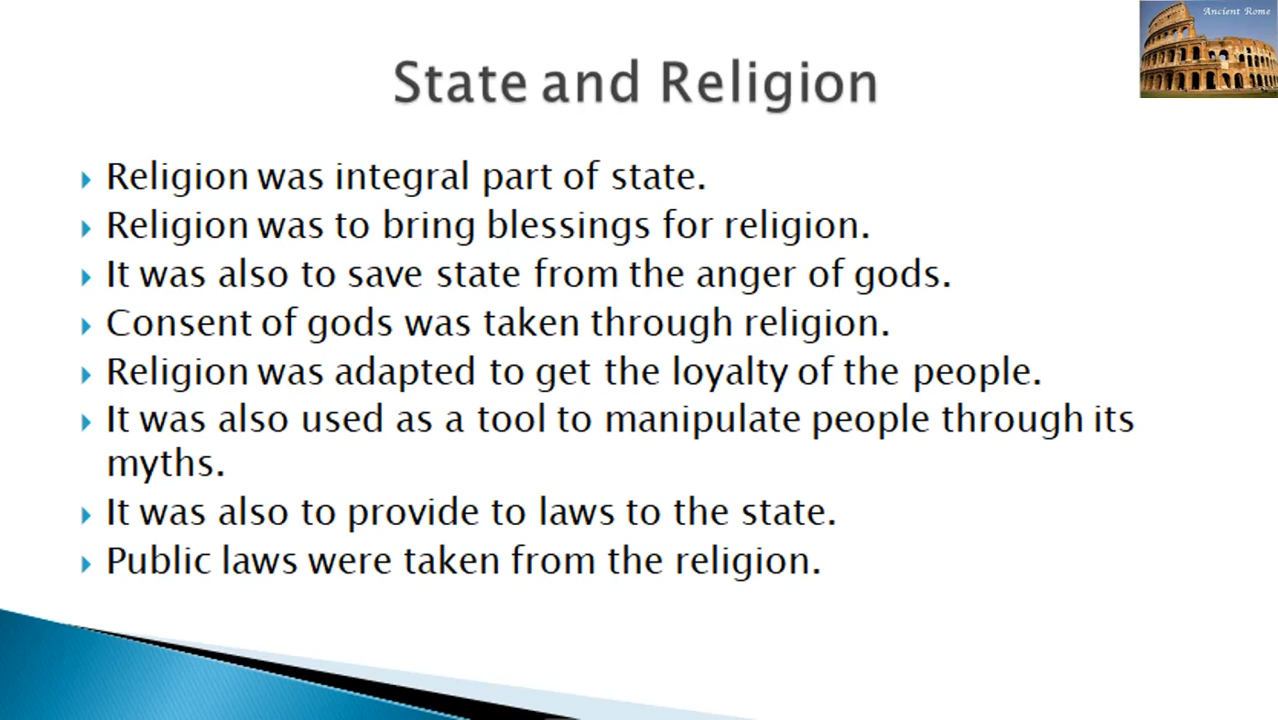 Ancient Rome
State and Religion
Religion was integral part of state.
Religion was to bring blessings for religion.
It was also to save state from the anger of gods.
Consent of gods was taken through religion.
Religion was adapted to get the loyalty of the people.
It was also used as a tool to manipulate people through its
myths.
It was also to provide to laws to the state.
Public laws were taken from the religion.